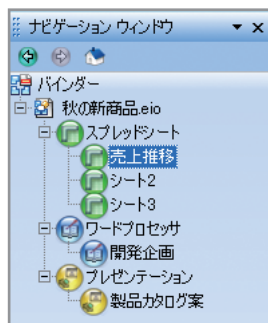 ナビゲーション ウィンドウ
バインダー
秋の新商品.eio
スプレッドシート
売上推移
シート2
シート3
ワードプロセッサ
開発企画
プレゼンテーション
製品カタログ案